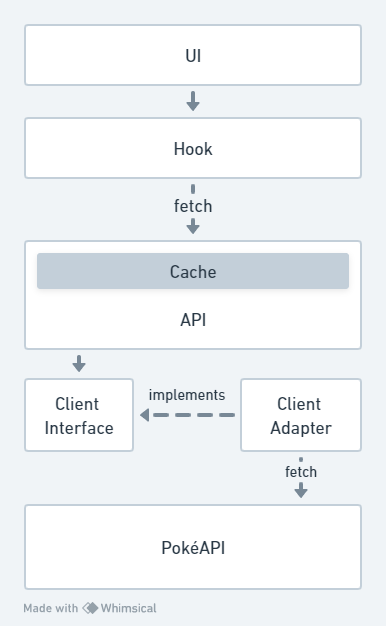 UI
Hook
fetch
Cache
API
implements
Client
Interface
Client
Adapter
fetch
PokéAPI
Made with Whimsical